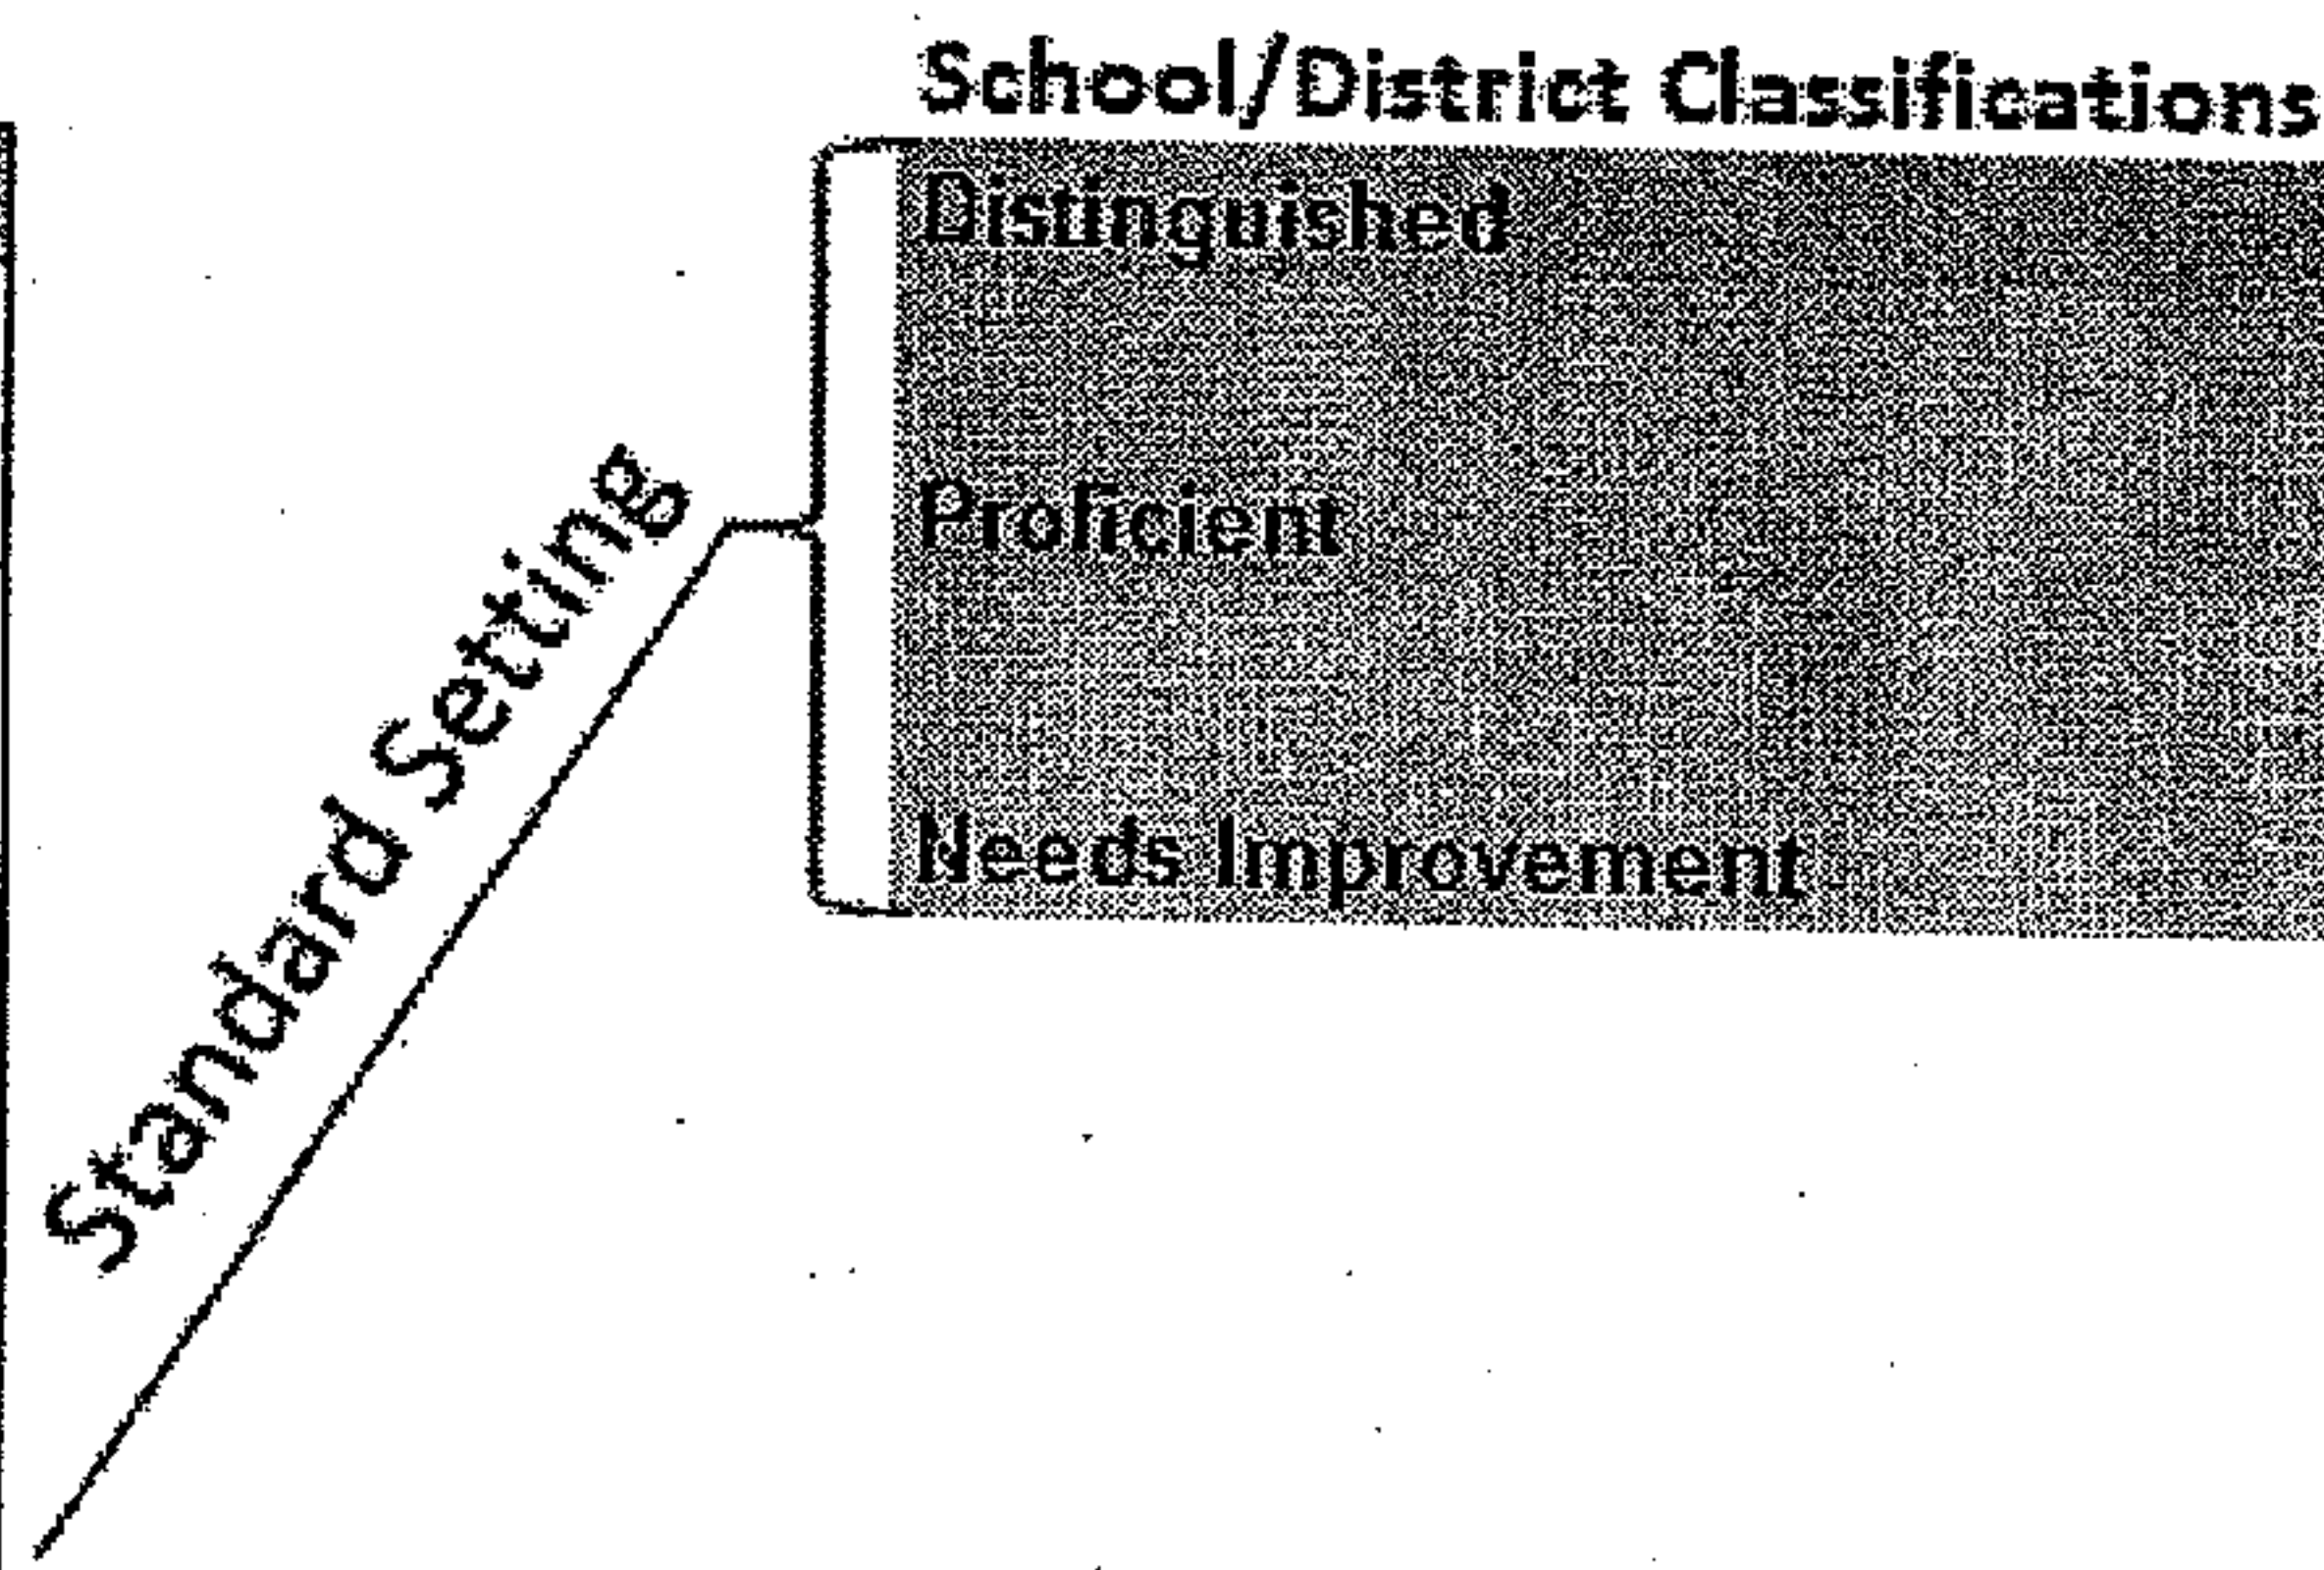 School/District Classifications
Distinguished
Proficient
Needs Improvement
Standard Setting